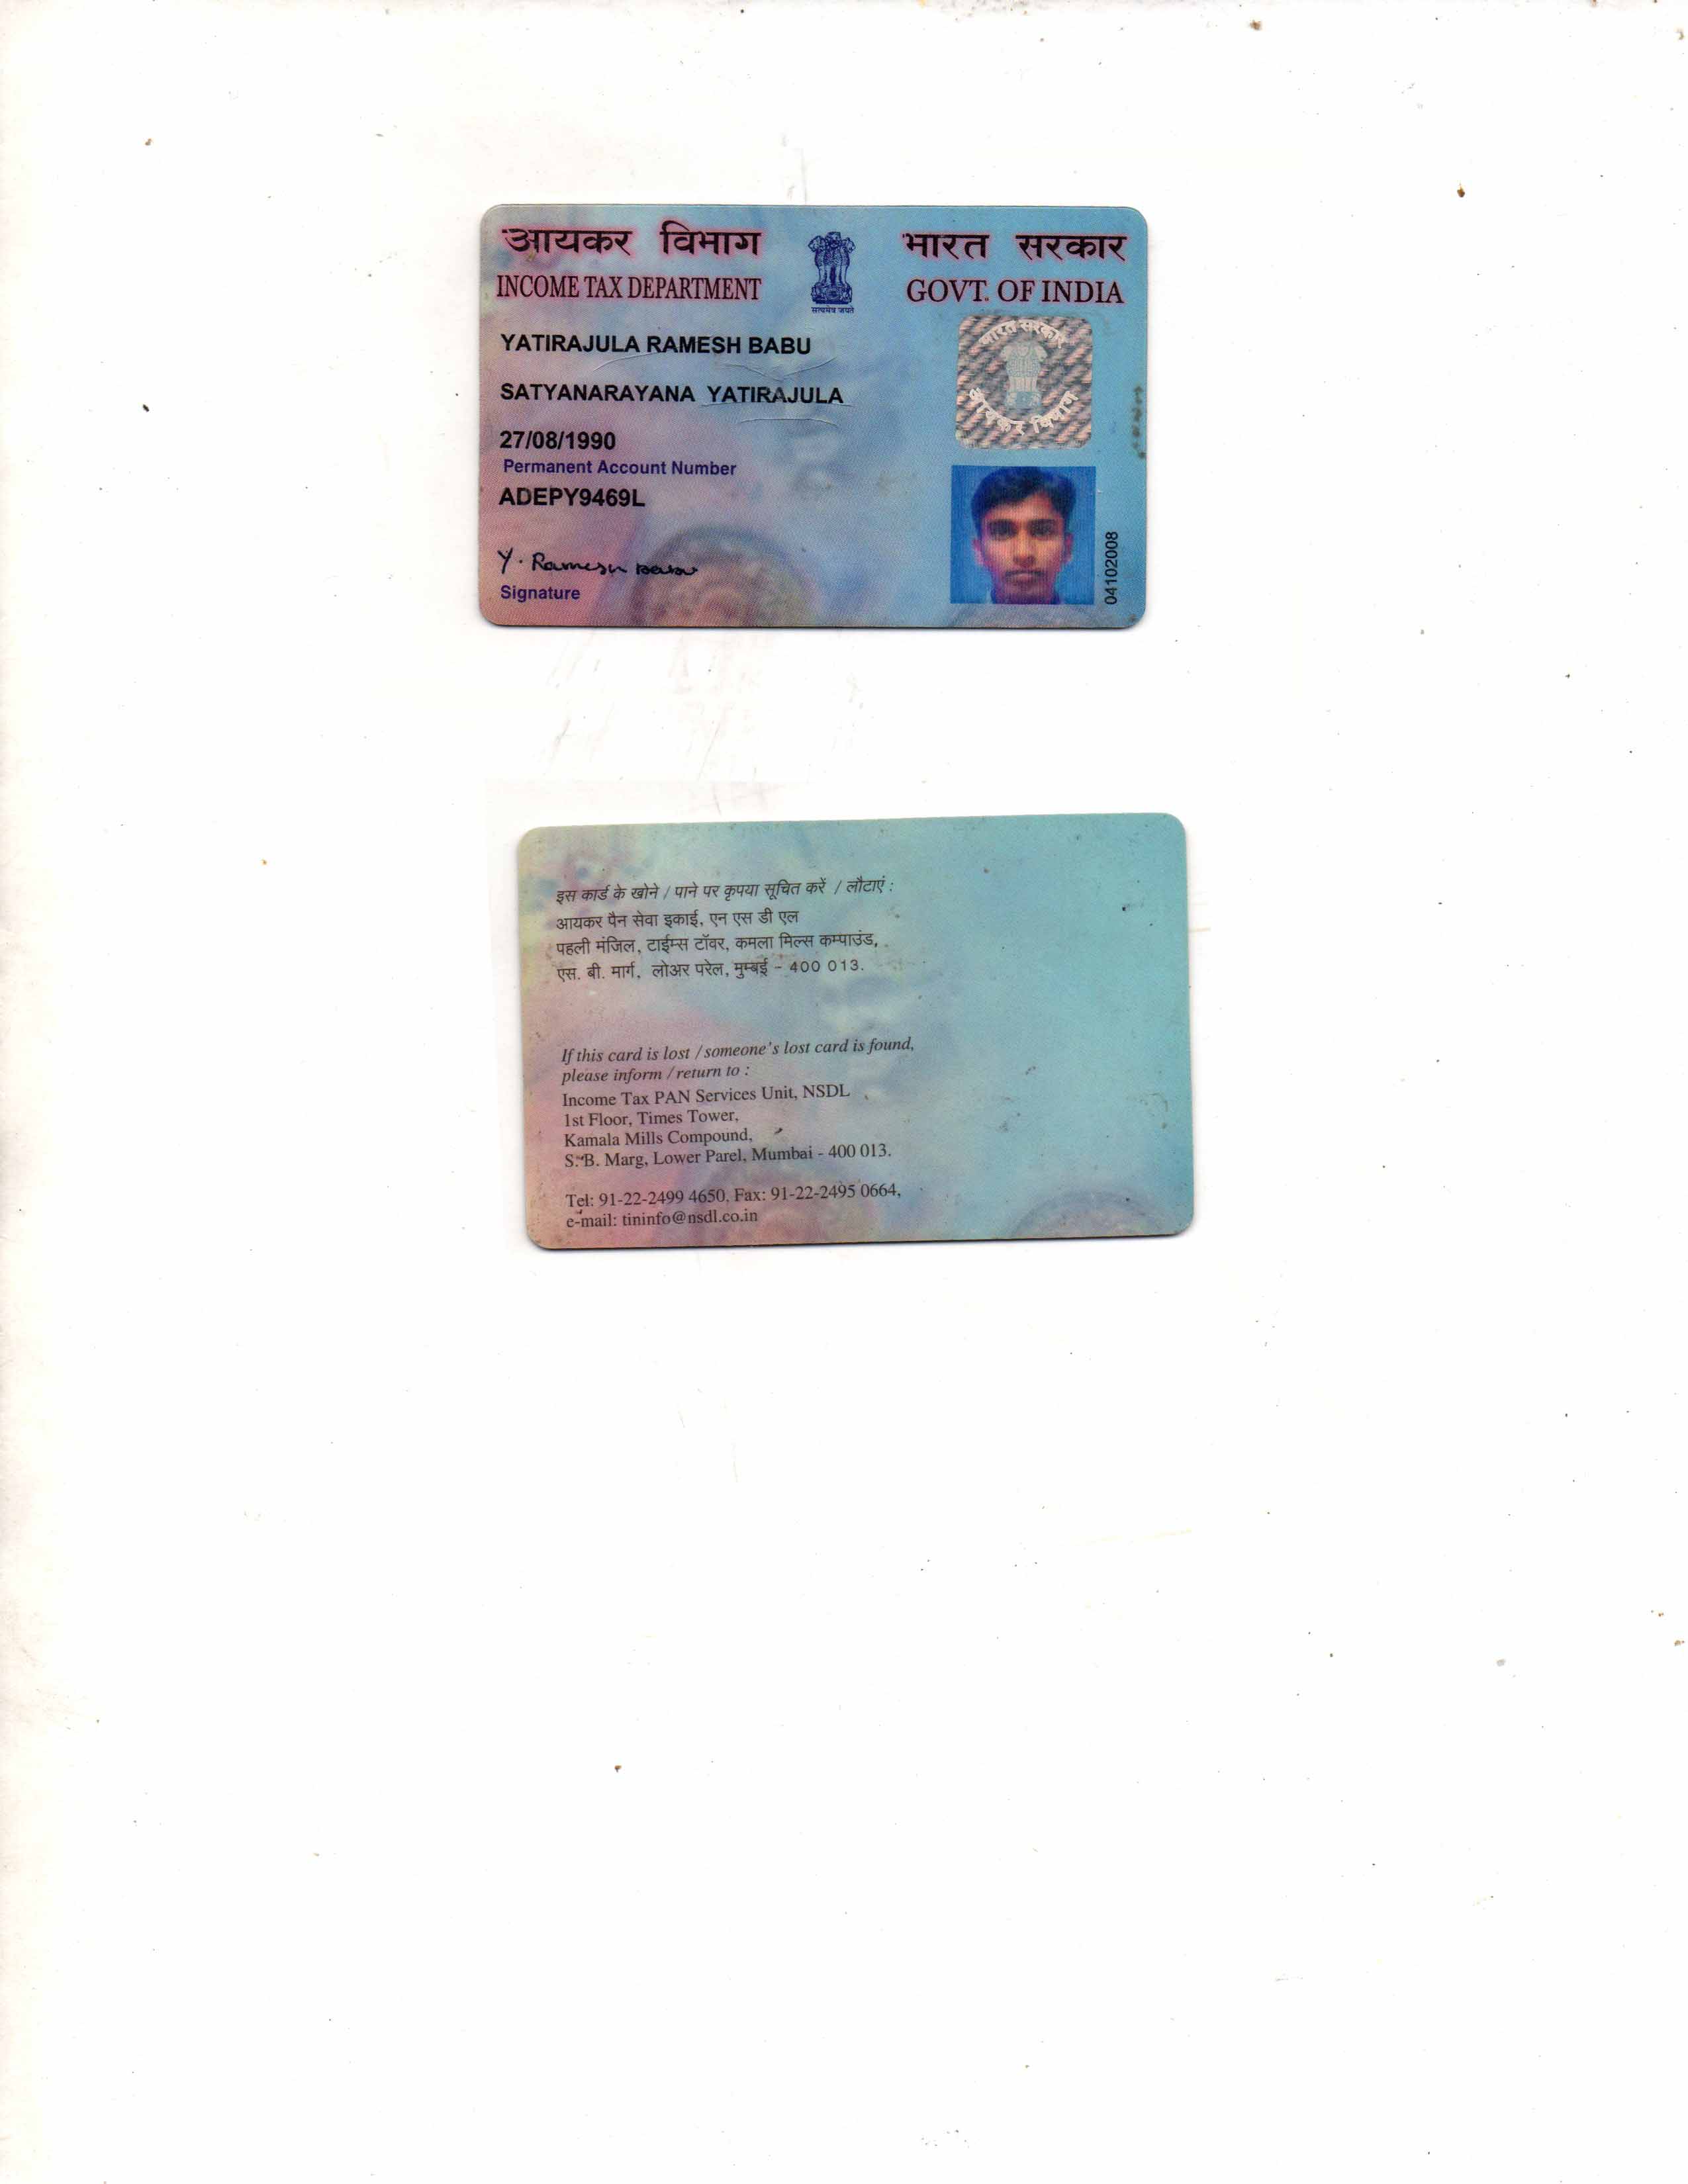 आयकर विभाग
INCOME TAX DEPARTMENT
सत्यमेव जयते
भारत सरकार
GOVT. OF INDIA
YATIRAJULA RAMESH BABU
SATYANARAYANA YATIRAJULA
27/08/1990
Permanent Account Number
ADEPY9469L
Y. Ramesh Babu
Signature
भारत सरकार
आयकर विभाग
04102008
इस कार्ड के खोने / पाने पर कृपया सूचित करें / लौटाएं :
आयकर पैन सेवा इकाई, एन एस डी एल
पहली मंजिल, टाईम्स टॉवर, कमला मिल्स कम्पाउंड,
एस. बी. मार्ग, लोअर परेल, मुम्बई - 400 013.
If this card is lost / someone's lost card is found,
please inform / return to :
Income Tax PAN Services Unit, NSDL
1st Floor, Times Tower,
Kamala Mills Compound,
S. B. Marg, Lower Parel, Mumbai - 400 013.
Tel: 91-22-2499 4650, Fax: 91-22-2495 0664,
e-mail: tininfo@nsdl.co.in